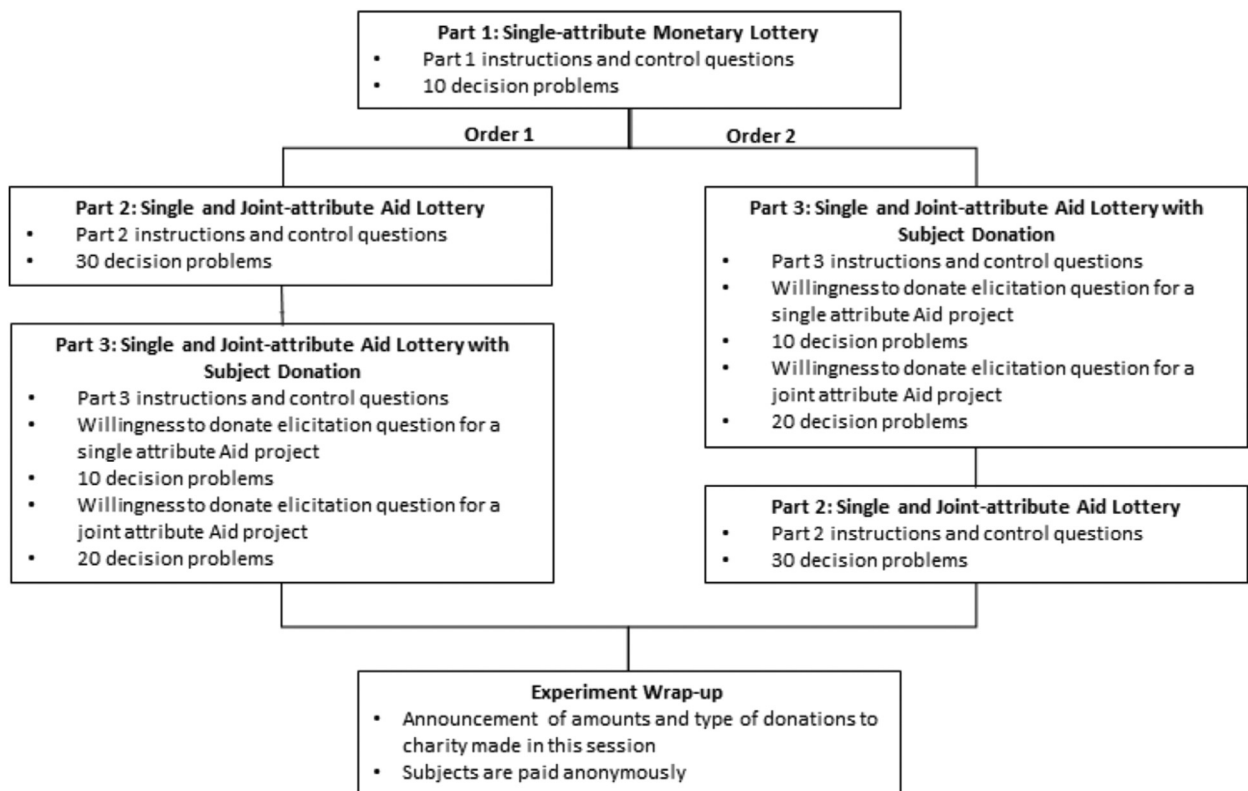 Part 1: Single-attribute Monetary Lottery
• Part 1 instructions and control questions
• 10 decision problems
Order 1
Order 2
Part 2: Single and Joint-attribute Aid Lottery
• Part 2 instructions and control questions
• 30 decision problems
Part 3: Single and Joint-attribute Aid Lottery with
Subject Donation
• Part 3 instructions and control questions
• Willingness to donate elicitation question for a
single attribute Aid project
• 10 decision problems
• Willingness to donate elicitation question for a
joint attribute Aid project
• 20 decision problems
Part 3: Single and Joint-attribute Aid Lottery with
Subject Donation
• Part 3 instructions and control questions
• Willingness to donate elicitation question for a
single attribute Aid project
• 10 decision problems
• Willingness to donate elicitation question for a
joint attribute Aid project
• 20 decision problems
Part 2: Single and Joint-attribute Aid Lottery
• Part 2 instructions and control questions
• 30 decision problems
Experiment Wrap-up
• Announcement of amounts and type of donations to
charity made in this session
• Subjects are paid anonymously